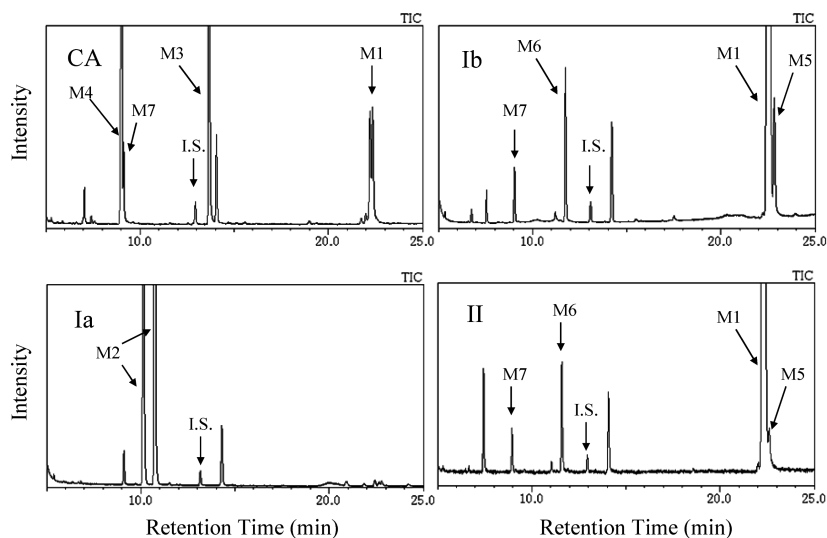 TIC
CA
M3
M1
M4
M7
I.S.
Intensity
10.0 20.0 25.0
TIC
Ib
M6
M1
M5
M7
I.S.
10.0 20.0 25.0
TIC
Ia
M2
I.S.
Intensity
10.0 20.0 25.0
Retention Time (min)
TIC
M6
II
M1
M7
M5
I.S.
10.0 20.0 25.0
Retention Time (min)